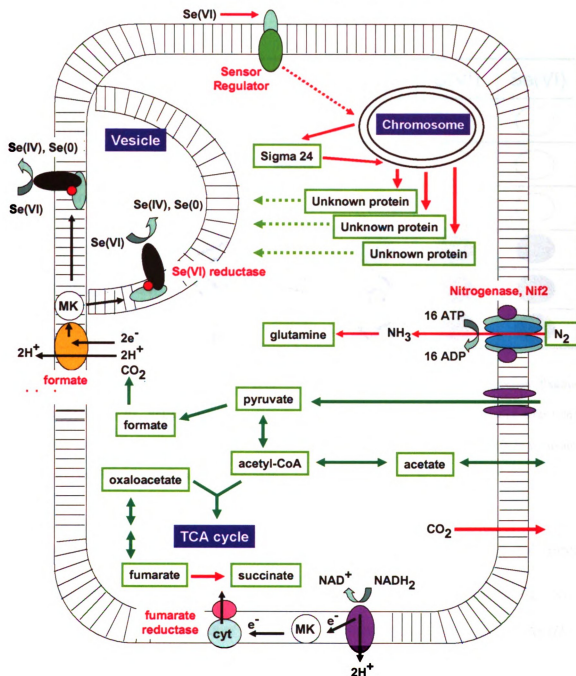 Se(VI)
Sensor
Regulator
Chromosome
Vesicle
Se(IV), Se(0)
Sigma 24
Se(IV), Se(0)
Unknown protein
Se(VI)
Unknown protein
Se(VI)
Unknown protein
Se(VI) reductase
Nitrogenase, Nif2
MK
16 ATP
glutamine
NH3
N2
2e-
2H+
2H+
16 ADP
CO2
formate
pyruvate
formate
acetyl-CoA
acetate
oxaloacetate
TCA cycle
CO2
fumarate
succinate
NAD+
NADH2
fumarate
reductase
e-
e-
cyt
MK
2H+